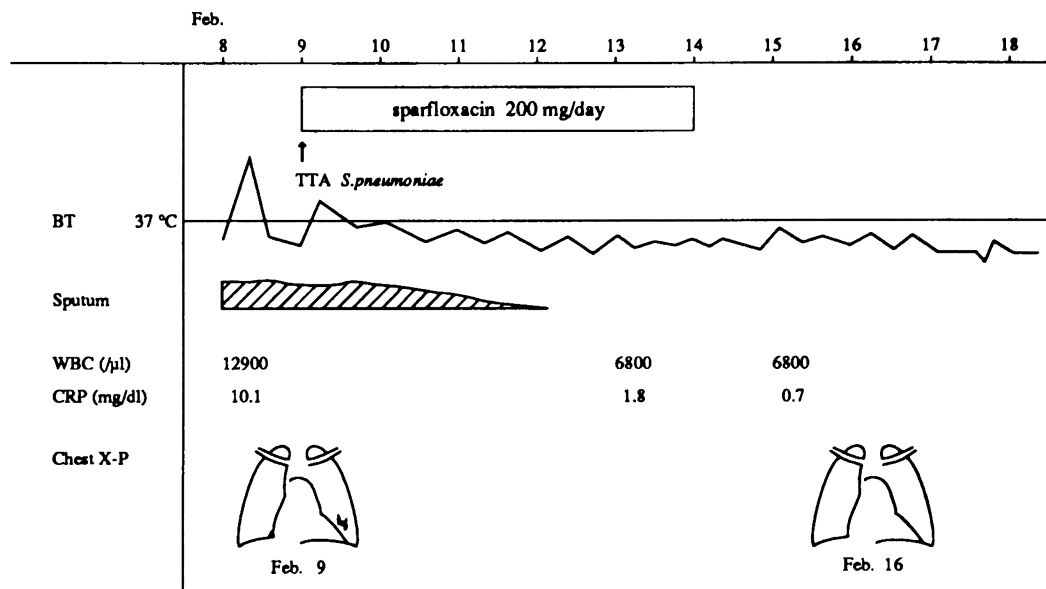 Feb.
8 9 10 11 12 13 14 15 16 17 18
sparfloxacin 200 mg/day
TTA S.pneumoniae
BT 37 °C
Sputum
WBC (/µl) 12900 6800 6800
CRP (mg/dl) 10.1 1.8 0.7
Chest X-P
Feb. 9 Feb. 16